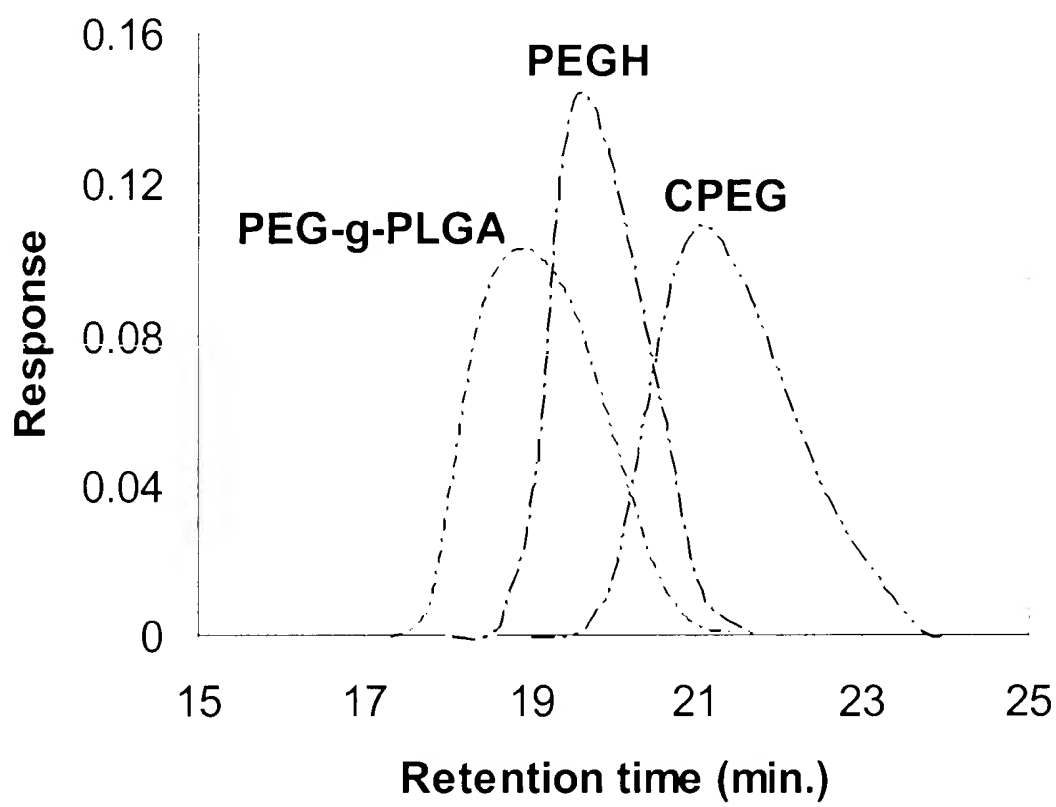 0.16
PEGH
0.12
CPEG
PEG-g-PLGA
0.08
0.04
0
Response
15 17 19 21 23 25
Retention time (min.)